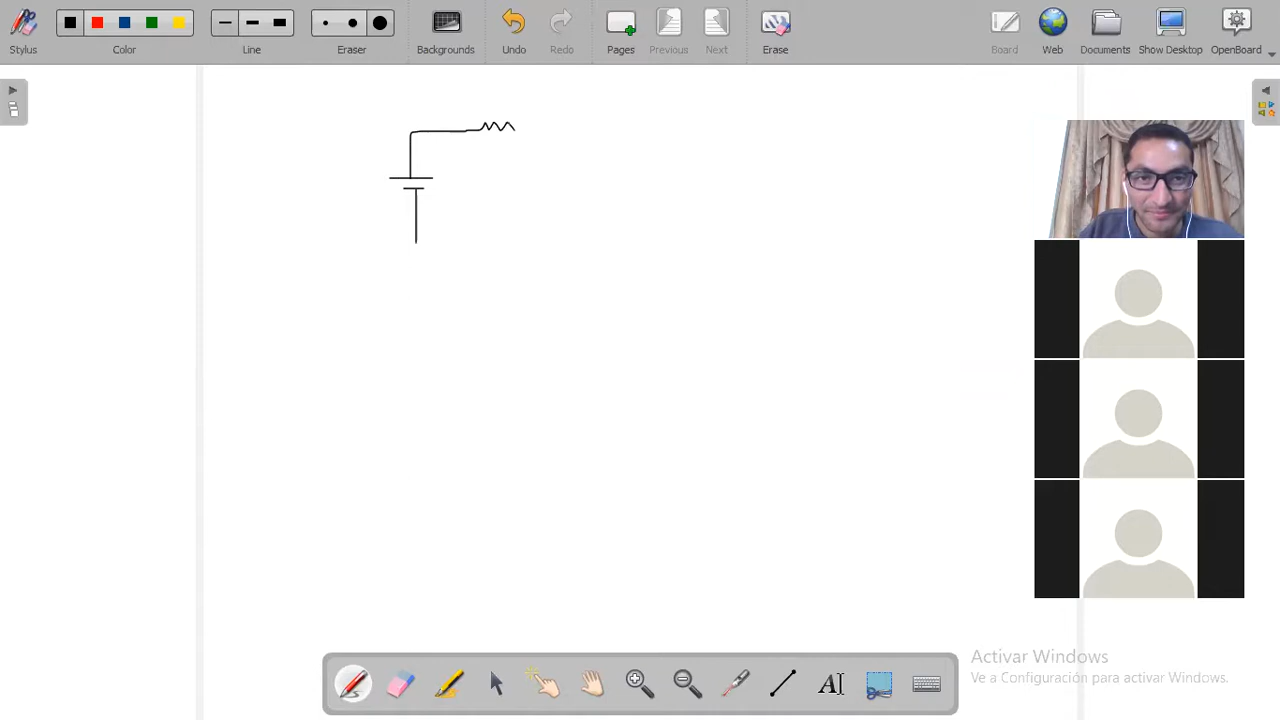 Stylus
Color
Line
Eraser
Backgrounds
Undo
Redo
Pages
Previous
Next
Erase
Board
Web
Documents
Show Desktop
OpenBoard
Activar Windows
Ve a Configuración para activar Windows.